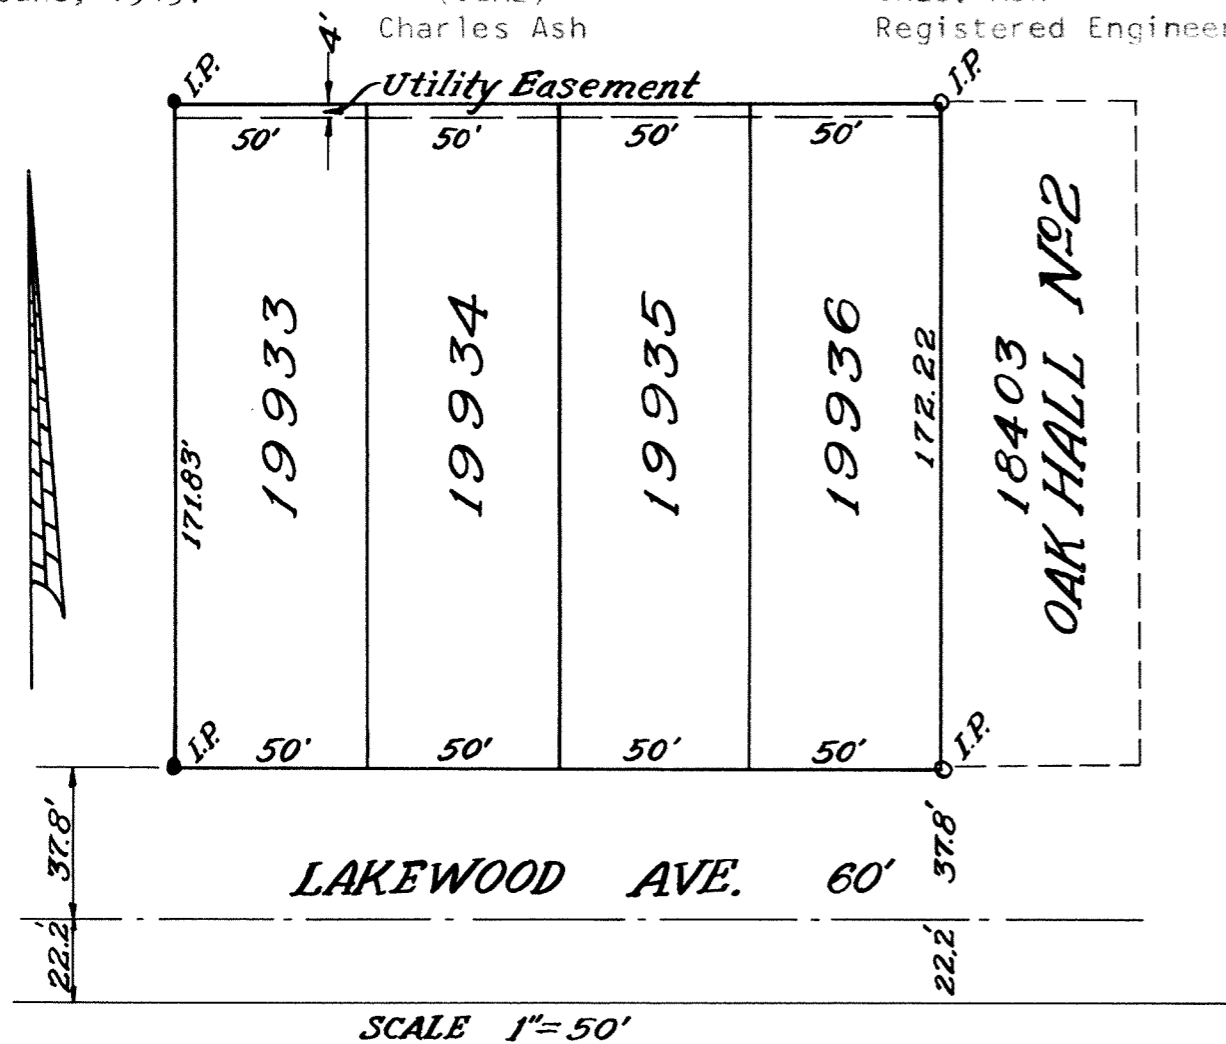 Charles Ash
Registered Engineer
4'
I.P.
Utility Easement
I.P.
50' 50' 50' 50'
19933
19934
19935
19936
171.83'
172.22
18403
OAK HALL Nº2
I.P.
50' 50' 50' 50'
I.P.
37.8'
37.8'
LAKEWOOD AVE. 60'
22.2'
22.2'
SCALE 1"= 50'